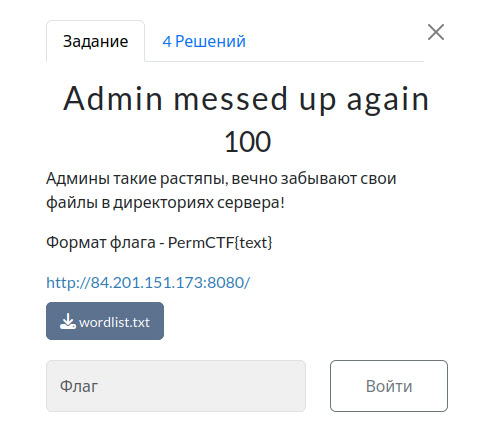 Задание
4 Решений
Admin messed up again
100
Админы такие растяпы, вечно забывают свои
файлы в директориях сервера!
Формат флага - PermCTF{text}
http://84.201.151.173:8080/
wordlist.txt
Флаг
Войти